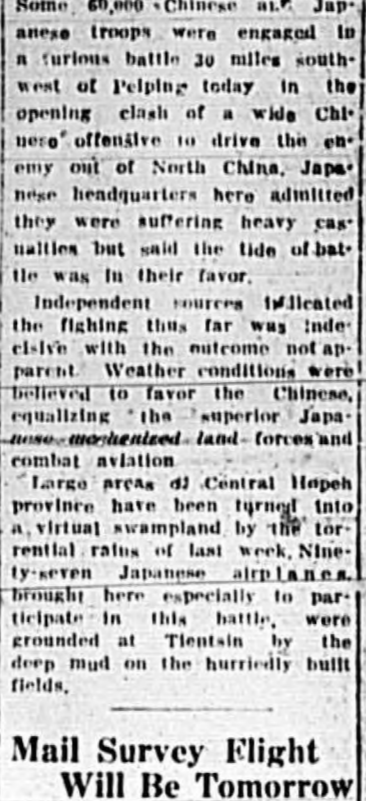 Some 60,000 Chinese and Jap-
anese troops were engaged in
a furious battle 30 miles south-
west of Peiping today in the
opening clash of a wide Chi-
nese offensive to drive the en-
emy out of North China. Japa-
nese headquarters here admitted
they were suffering heavy cas-
ualties but said the tide of bat-
tle was in their favor.
Independent sources indicated
the fighing thus far was inde-
cisive with the outcome not ap-
parent. Weather conditions were
believed to favor the Chinese,
equalizing the superior Japa-
nese mechanized land forces and
combat aviation
Large areas of Central Hopeh
province have been turned into
a virtual swampland by the tor-
rential rains of last week. Nine-
ty-seven Japanese airplanes,
brought here especially to par-
ticipate in this battle, were
grounded at Tientsin by the
deep mud on the hurriedly built
fields.
Mail Survey Flight
Will Be Tomorrow